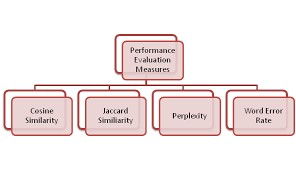 Performance
Evaluation
Measures
Cosine
Similarity
Jaccard
Similiarity
Perplexity
Word Error
Rate